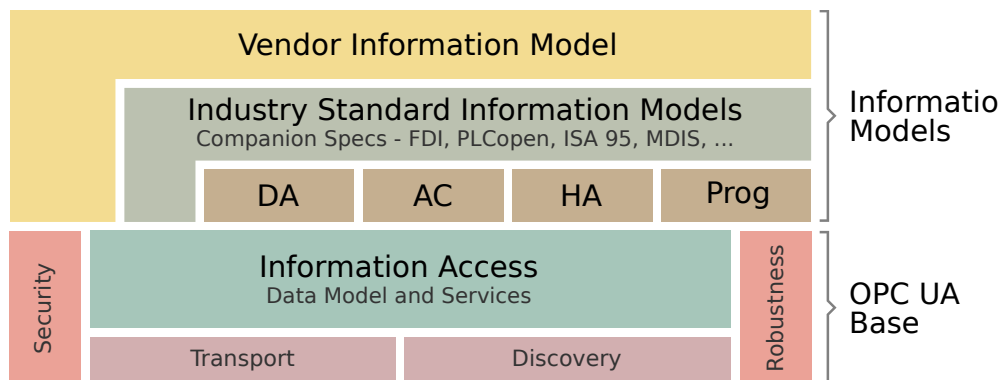 Vendor Information Model
Industry Standard Information Models
Companion Specs - FDI, PLCopen, ISA 95, MDIS, ...
DA
AC
HA
Prog
Informatio
Models
Security
Information Access
Data Model and Services
Robustness
Transport
Discovery
OPC UA
Base